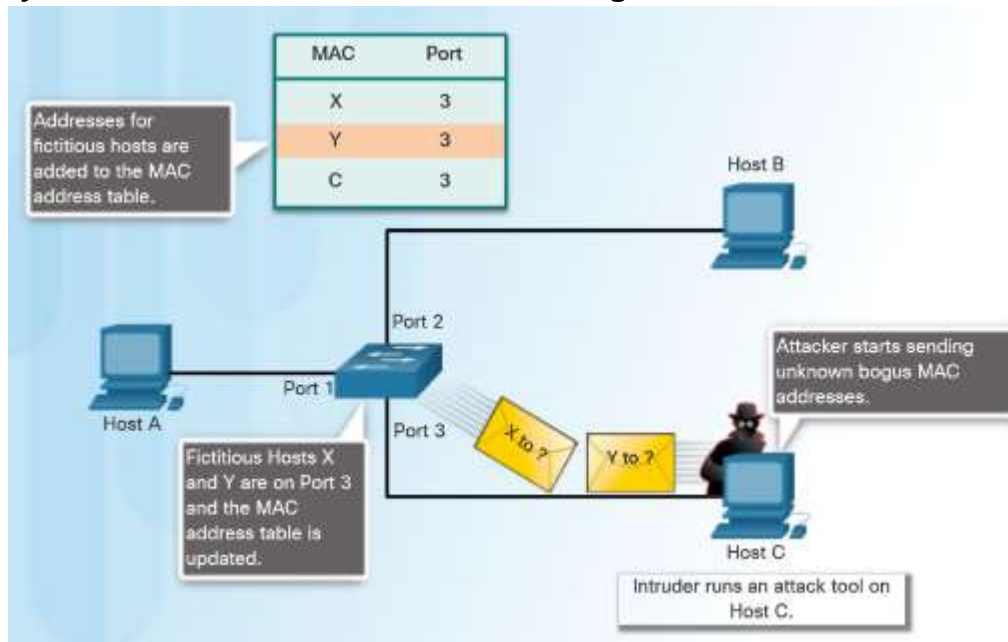 MAC Port
X 3
Y 3
C 3
Addresses for
fictitious hosts are
added to the MAC
address table.
Host B
Port 2
Attacker starts sending
unknown bogus MAC
addresses.
Port 1
Host A
Port 3
X to ?
Y to ?
Fictitious Hosts X
and Y are on Port 3
and the MAC
address table is
updated.
Host C
Intruder runs an attack tool on
Host C.